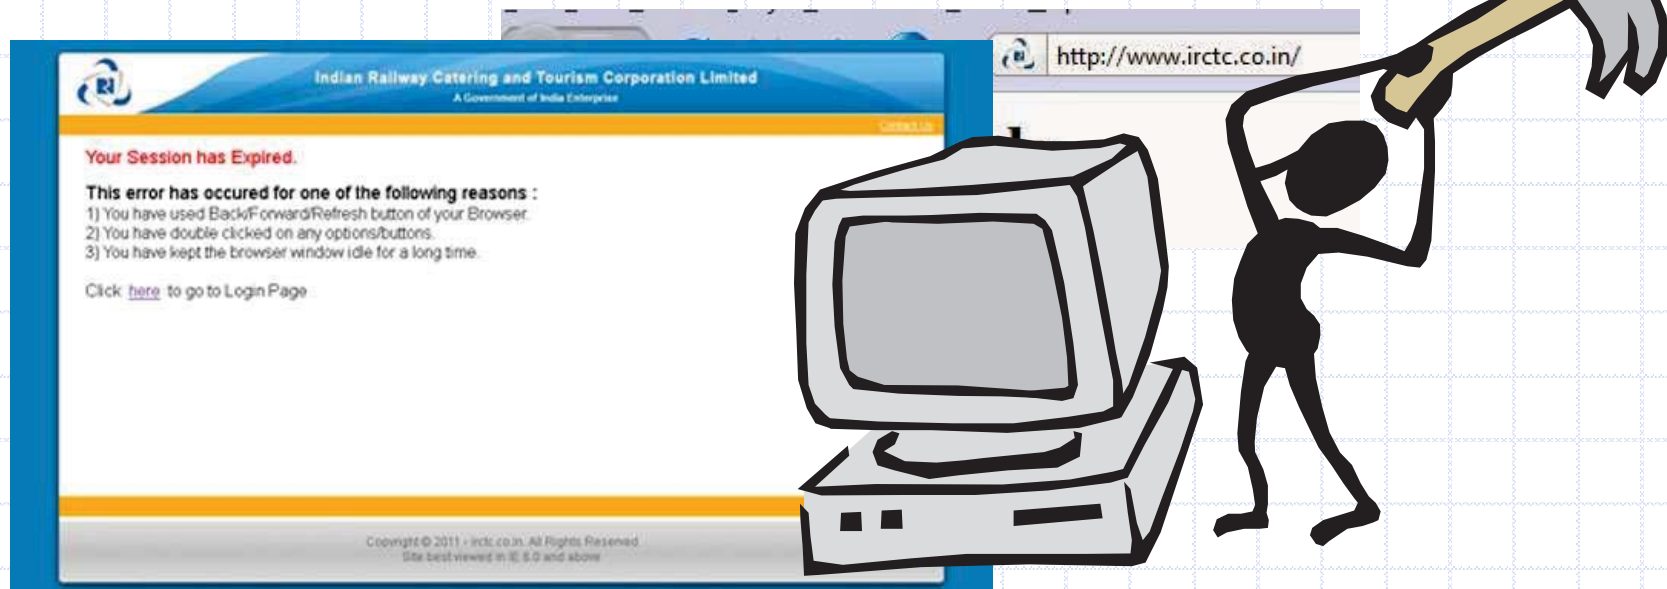 http://www.irctc.co.in/
Indian Railway Catering and Tourism Corporation Limited
A Government of India Enterprise
Contact Us
Your Session has Expired.
This error has occured for one of the following reasons :
1) You have used Back/Forward/Refresh button of your Browser.
2) You have double clicked on any options/buttons.
3) You have kept the browser window idle for a long time.
Click here to go to Login Page
Copyright © 2011 - irctc.co.in. All Rights Reserved
Site best viewed in IE 6.0 and above